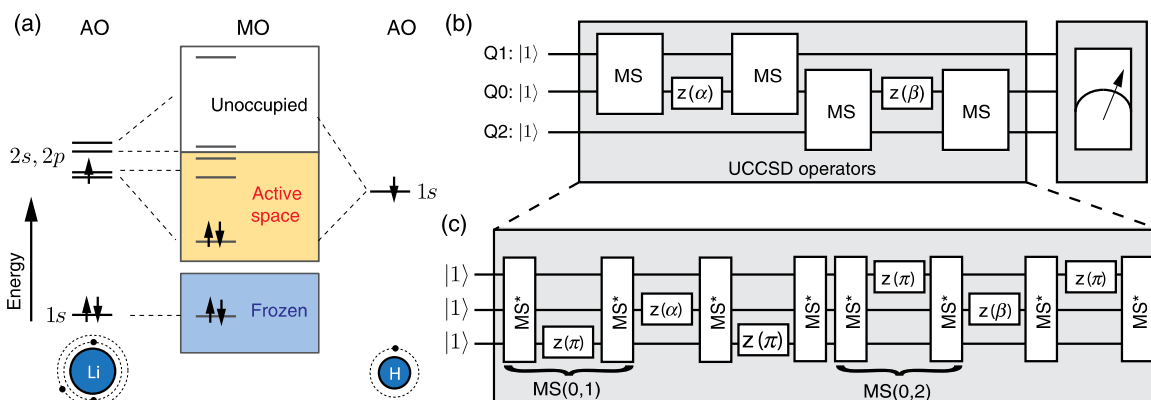 (a)
AO
MO
AO
Unoccupied
2s, 2p
Active
space
1s
Energy
1s
Frozen
Li
H
(b)
Q1: |1⟩
Q0: |1⟩
Q2: |1⟩
MS
z(α)
MS
MS
z(β)
MS
UCCSD operators
(c)
|1⟩
|1⟩
|1⟩
MS*
z(π)
MS*
z(α)
MS*
z(π)
MS*
MS*
z(π)
MS*
z(β)
MS*
z(π)
MS*
MS(0,1)
MS(0,2)